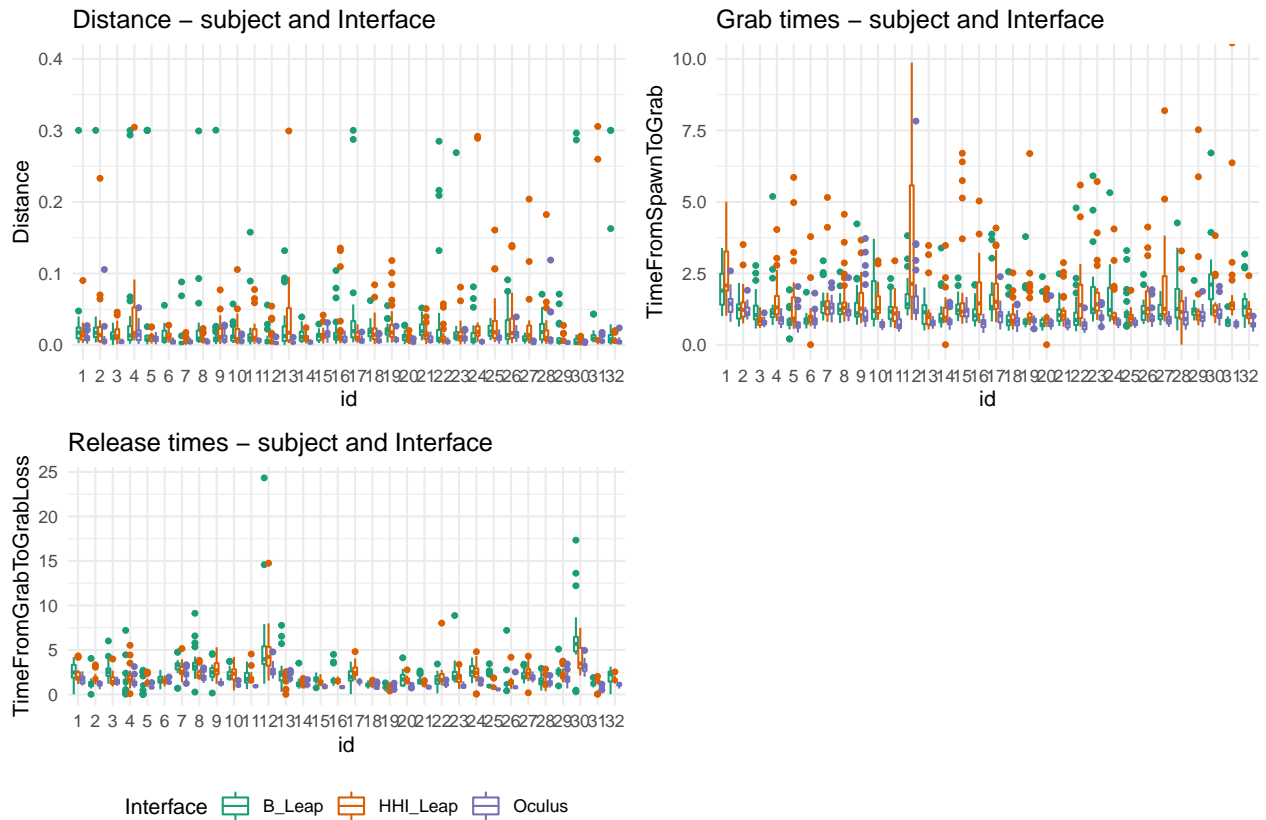 Distance – subject and Interface
Grab times – subject and Interface
0.4
0.3
0.2
0.1
0.0
Distance
1 2 3 4 5 6 7 8 9 10 11 12 13 14 15 16 17 18 19 20 21 22 23 24 25 26 27 28 29 30 31 32
id
10.0
7.5
5.0
2.5
0.0
TimeFromSpawnToGrab
1 2 3 4 5 6 7 8 9 10 11 12 13 14 15 16 17 18 19 20 21 22 23 24 25 26 27 28 29 30 31 32
id
Release times – subject and Interface
25
20
15
10
5
0
TimeFromGrabToGrabLoss
1 2 3 4 5 6 7 8 9 10 11 12 13 14 15 16 17 18 19 20 21 22 23 24 25 26 27 28 29 30 31 32
id
Interface B_Leap HHI_Leap Oculus